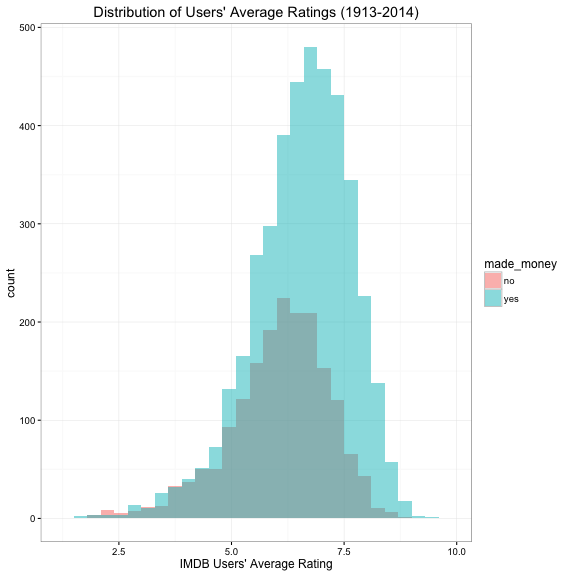 Distribution of Users' Average Ratings (1913-2014)
500
400
300
200
100
0
count
2.5
5.0
7.5
10.0
IMDB Users' Average Rating
made_money
no
yes